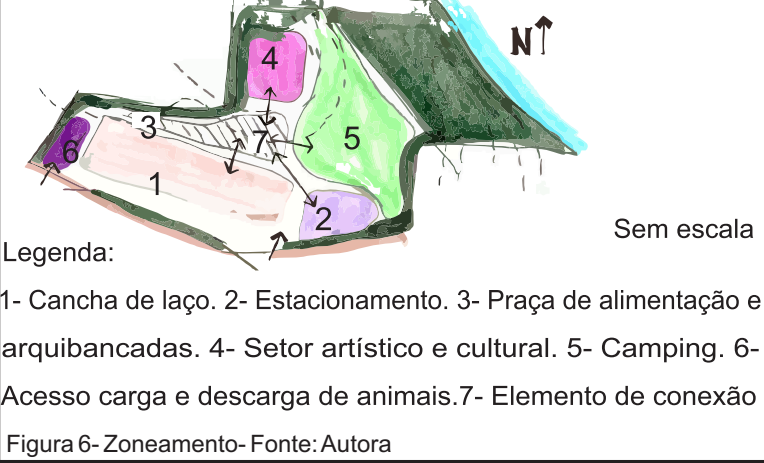 N
4
3
7
5
6
1
2
Sem escala
Legenda:
1- Cancha de laço. 2- Estacionamento. 3- Praça de alimentação e
arquibancadas. 4- Setor artístico e cultural. 5- Camping. 6-
Acesso carga e descarga de animais.7- Elemento de conexão
Figura 6- Zoneamento- Fonte: Autora